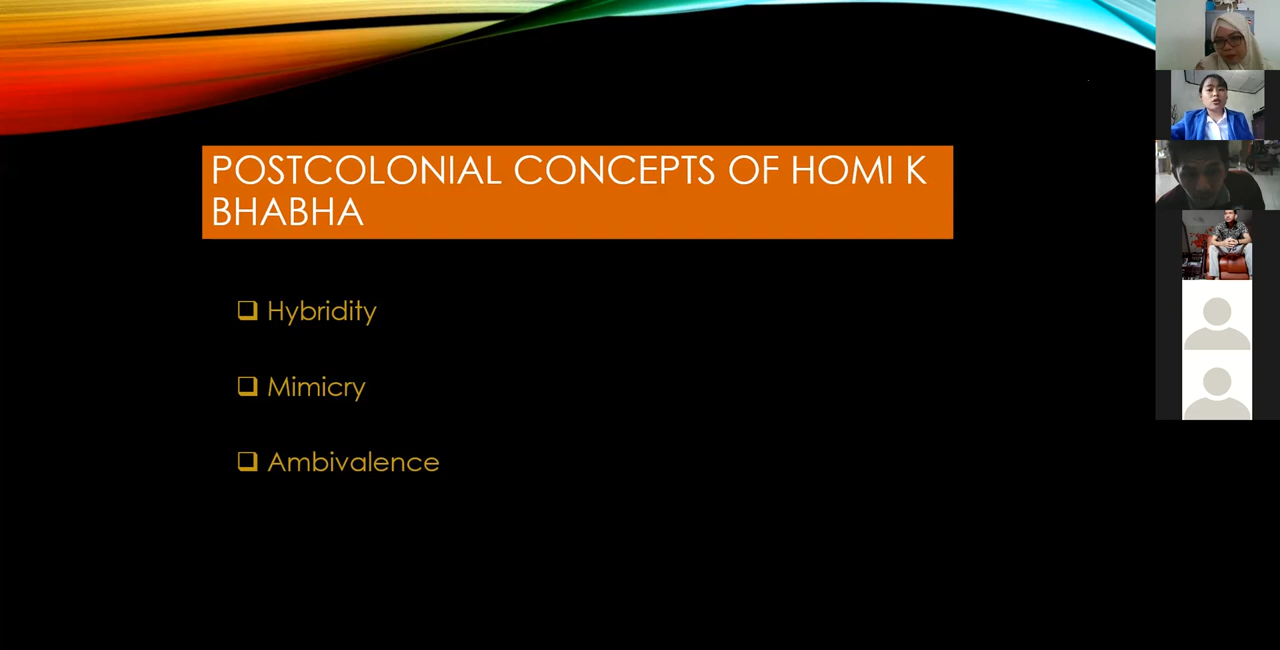 POSTCOLONIAL CONCEPTS OF HOMI K
BHABHA
Hybridity
Mimicry
Ambivalence